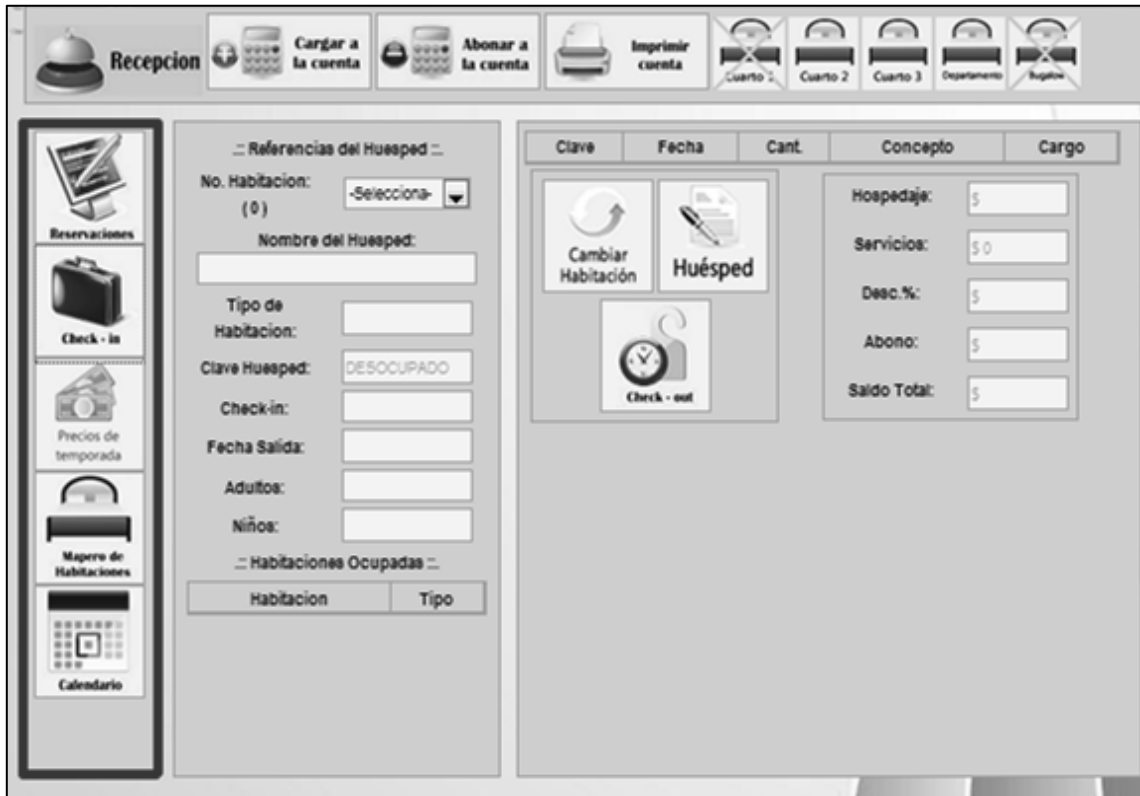 Recepcion
Cargar a
la cuenta
Abonar a
la cuenta
Imprimir
cuenta
Cuarto 1
Cuarto 2
Cuarto 3
Departamento
Bugalow
Reservaciones
Check - in
Precios de
temporada
Mapero de
Habitaciones
Calendario
.:: Referencias del Huesped ::.
No. Habitacion:
(0)
-Selecciona-
Nombre del Huesped:
Tipo de
Habitacion:
Clave Huesped:
DESOCUPADO
Check-in:
Fecha Salida:
Adultos:
Niños:
.:: Habitaciones Ocupadas ::.
Habitacion Tipo
Clave Fecha Cant. Concepto Cargo
Cambiar
Habitación
Huésped
Check - out
Hospedaje: $
Servicios: $ 0
Desc.%: $
Abono: $
Saldo Total: $